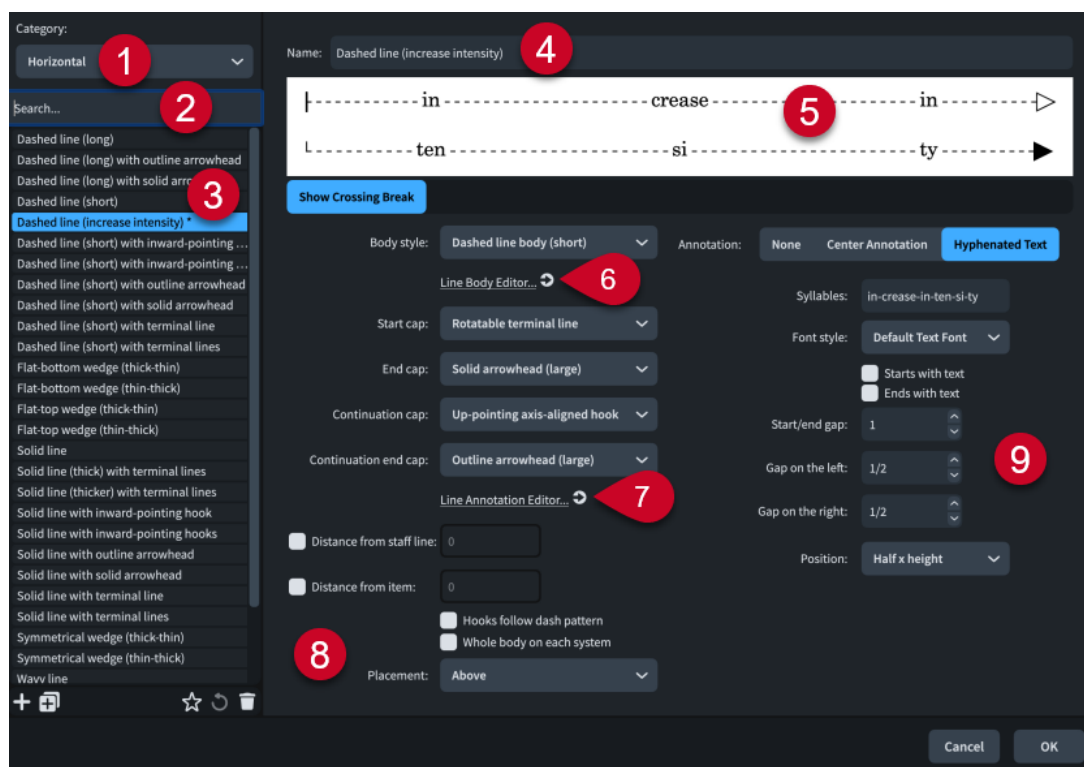 Category:
Horizontal
1
Search...
2
Dashed line (long)
Dashed line (long) with outline arrowhead
Dashed line (long) with solid arro
3
Dashed line (short)
Dashed line (increase intensity) *
Dashed line (short) with inward-pointing ...
Dashed line (short) with inward-pointing ...
Dashed line (short) with outline arrowhead
Dashed line (short) with solid arrowhead
Dashed line (short) with terminal line
Dashed line (short) with terminal lines
Flat-bottom wedge (thick-thin)
Flat-bottom wedge (thin-thick)
Flat-top wedge (thick-thin)
Flat-top wedge (thin-thick)
Solid line
Solid line (thick) with terminal lines
Solid line (thicker) with terminal lines
Solid line with inward-pointing hook
Solid line with inward-pointing hooks
Solid line with outline arrowhead
Solid line with solid arrowhead
Solid line with terminal line
Solid line with terminal lines
Symmetrical wedge (thick-thin)
Symmetrical wedge (thin-thick)
Wavy line
Name: Dashed line (increase intensity) 4
in crease in
5
ten si ty
Show Crossing Break
Body style: Dashed line body (short)
Line Body Editor... 6
Start cap: Rotatable terminal line
End cap: Solid arrowhead (large)
Continuation cap: Up-pointing axis-aligned hook
Continuation end cap: Outline arrowhead (large)
Line Annotation Editor... 7
Distance from staff line: 0
Distance from item: 0
Hooks follow dash pattern
Whole body on each system
8
Placement: Above
Annotation: None Center Annotation Hyphenated Text
Syllables: in-crease-in-ten-si-ty
Font style: Default Text Font
Starts with text
Ends with text
Start/end gap: 1
Gap on the left: 1/2
9
Gap on the right: 1/2
Position: Half x height
Cancel OK